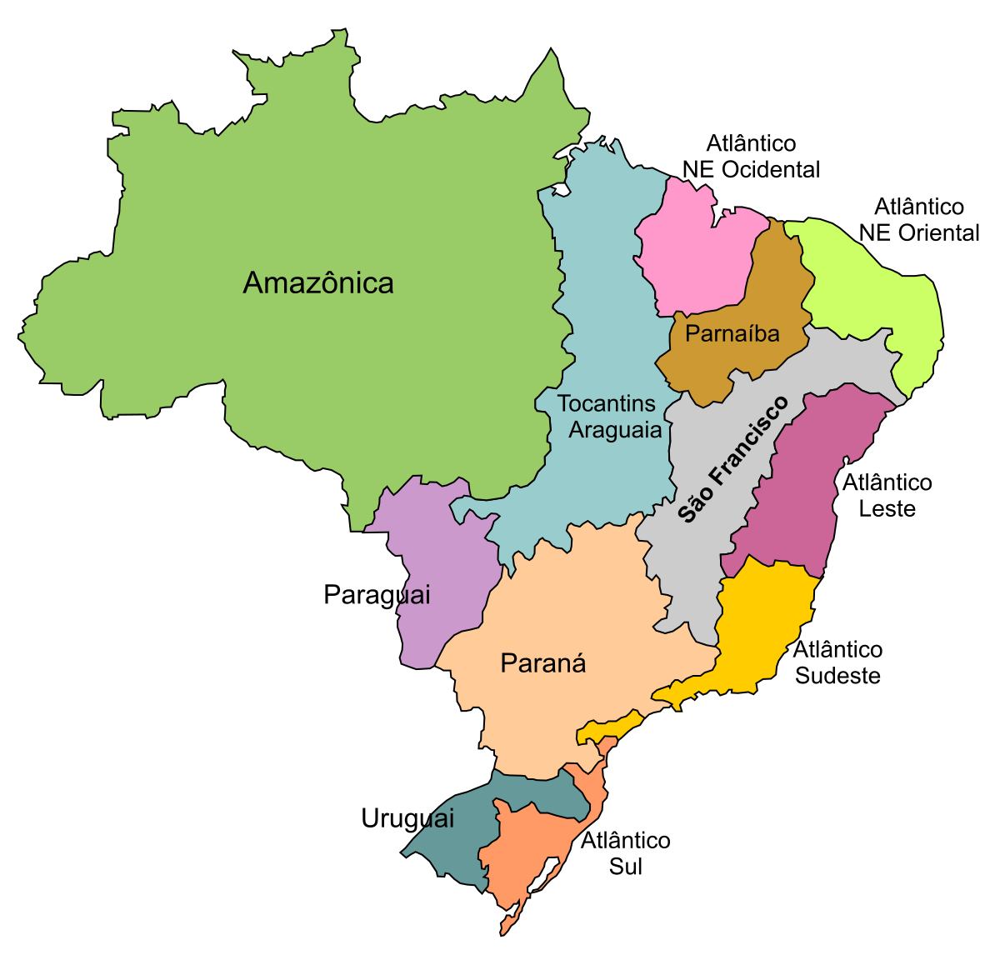 Atlântico
NE Ocidental
Atlântico
NE Oriental
Amazônica
Parnaíba
Tocantins
Araguaia
São Francisco
Atlântico
Leste
Paraguai
Paraná
Atlântico
Sudeste
Uruguai
Atlântico
Sul